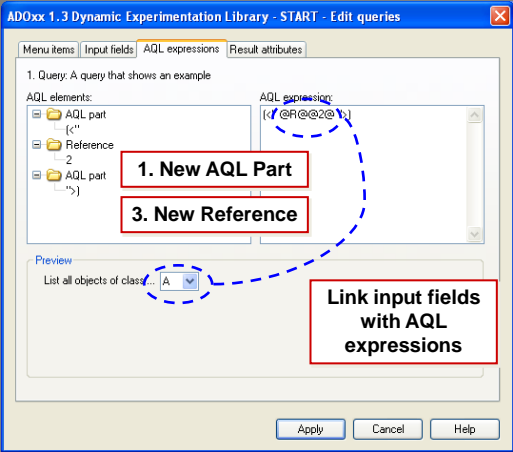 ADOxx 1.3 Dynamic Experimentation Library - START - Edit queries
Menu items Input fields AQL expressions Result attributes
1. Query: A query that shows an example
AQL elements:
AQL expression:
AQL part
(<"
Reference
2
AQL part
">)
(<" @R@@2@ ">)
1. New AQL Part
3. New Reference
Preview
List all objects of class ... A
Link input fields
with AQL
expressions
Apply Cancel Help